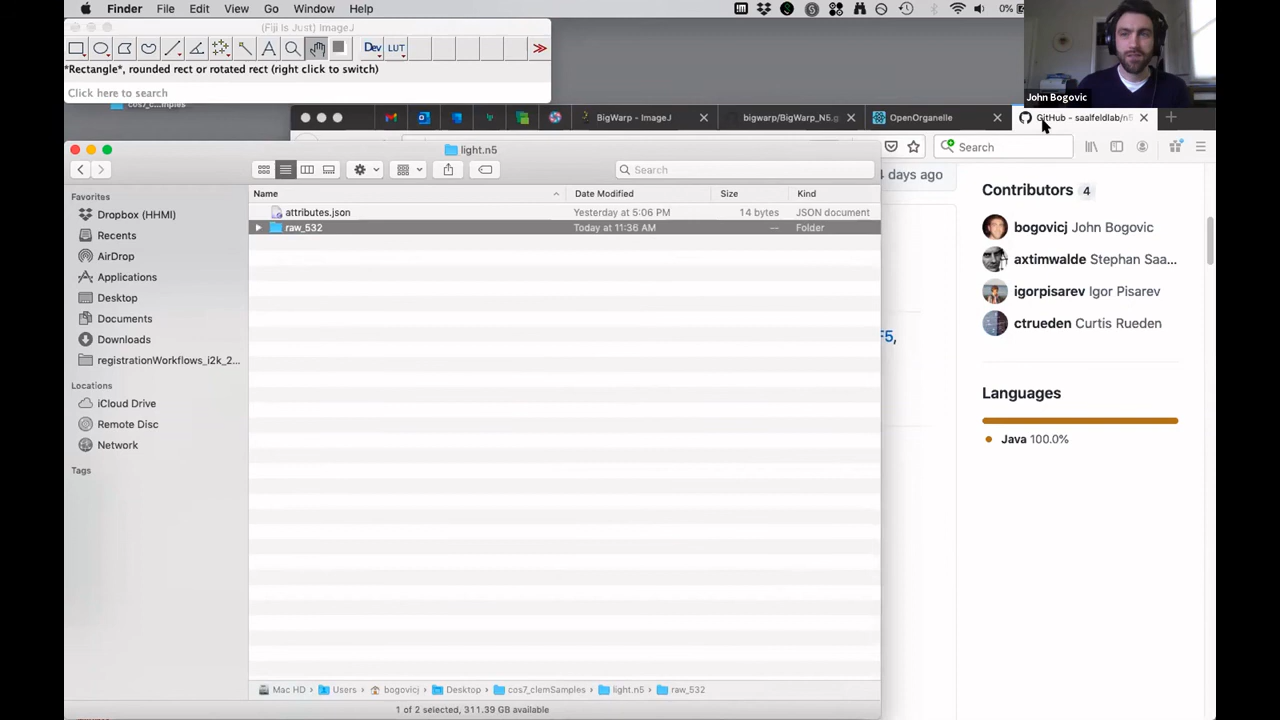 Finder File Edit View Go Window Help
0%
(Fiji Is Just) ImageJ
Dev LUT
*Rectangle*, rounded rect or rotated rect (right click to switch)
Click here to search
John Bogovic
BigWarp - ImageJ
bigwarp/BigWarp_N5.g
OpenOrganelle
GitHub - saalfeldlab/n5
light.n5
Search
Search
days ago
Name Date Modified Size Kind
attributes.json Yesterday at 5:06 PM 14 bytes JSON document
raw_532 Today at 11:36 AM -- Folder
Favorites
Dropbox (HHMI)
Recents
AirDrop
Applications
Desktop
Documents
Downloads
registrationWorkflows_i2k_2...
Locations
iCloud Drive
Remote Disc
Network
Tags
Contributors 4
bogovicj John Bogovic
axtimwalde Stephan Saa...
igorpisarev Igor Pisarev
ctrueden Curtis Rueden
Languages
Java 100.0%
Mac HD › Users › bogovicj › Desktop › cos7_clemSamples › light.n5 › raw_532
1 of 2 selected, 311.39 GB available